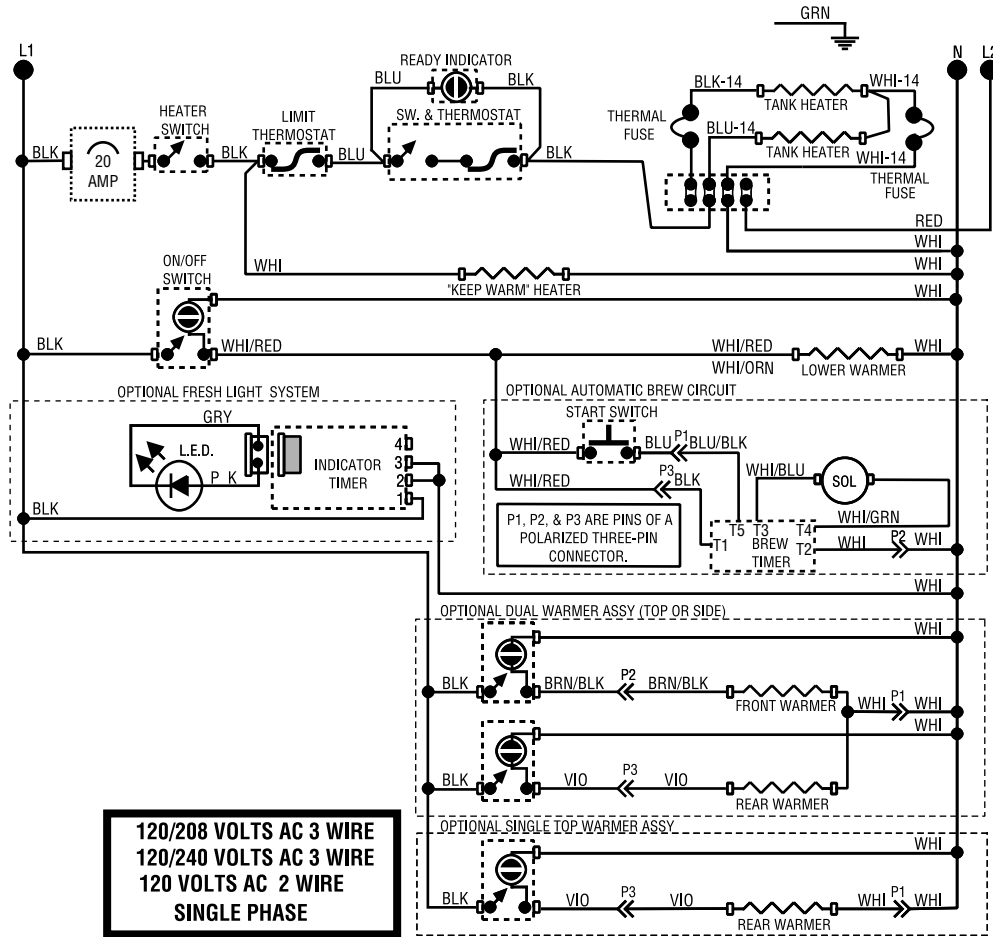 GRN
L1
N
L2
READY INDICATOR
BLU
BLK
SW. & THERMOSTAT
HEATER
SWITCH
LIMIT
THERMOSTAT
BLK
20
AMP
BLK
BLU
BLK
THERMAL
FUSE
BLK-14
WHI-14
TANK HEATER
BLU-14
TANK HEATER
WHI-14
THERMAL
FUSE
RED
WHI
WHI
WHI
"KEEP WARM" HEATER
ON/OFF
SWITCH
WHI
BLK
WHI/RED
WHI/RED
WHI/ORN
WHI
LOWER WARMER
OPTIONAL FRESH LIGHT SYSTEM
GRY
L.E.D.
P K
INDICATOR
TIMER
4
3
2
1
BLK
OPTIONAL AUTOMATIC BREW CIRCUIT
START SWITCH
WHI/RED
BLU
P1
BLU/BLK
WHI/RED
P3
BLK
WHI/BLU
SOL
WHI/GRN
P1, P2, & P3 ARE PINS OF A
POLARIZED THREE-PIN
CONNECTOR.
T1
T5
T3
T4
BREW
TIMER
T2
WHI
P2
WHI
WHI
OPTIONAL DUAL WARMER ASSY (TOP OR SIDE)
WHI
BLK
BRN/BLK
P2
BRN/BLK
FRONT WARMER
WHI
P1
WHI
WHI
BLK
VIO
P3
VIO
REAR WARMER
OPTIONAL SINGLE TOP WARMER ASSY
WHI
BLK
VIO
P3
VIO
REAR WARMER
WHI
P1
WHI
120/208 VOLTS AC 3 WIRE
120/240 VOLTS AC 3 WIRE
120 VOLTS AC 2 WIRE
SINGLE PHASE